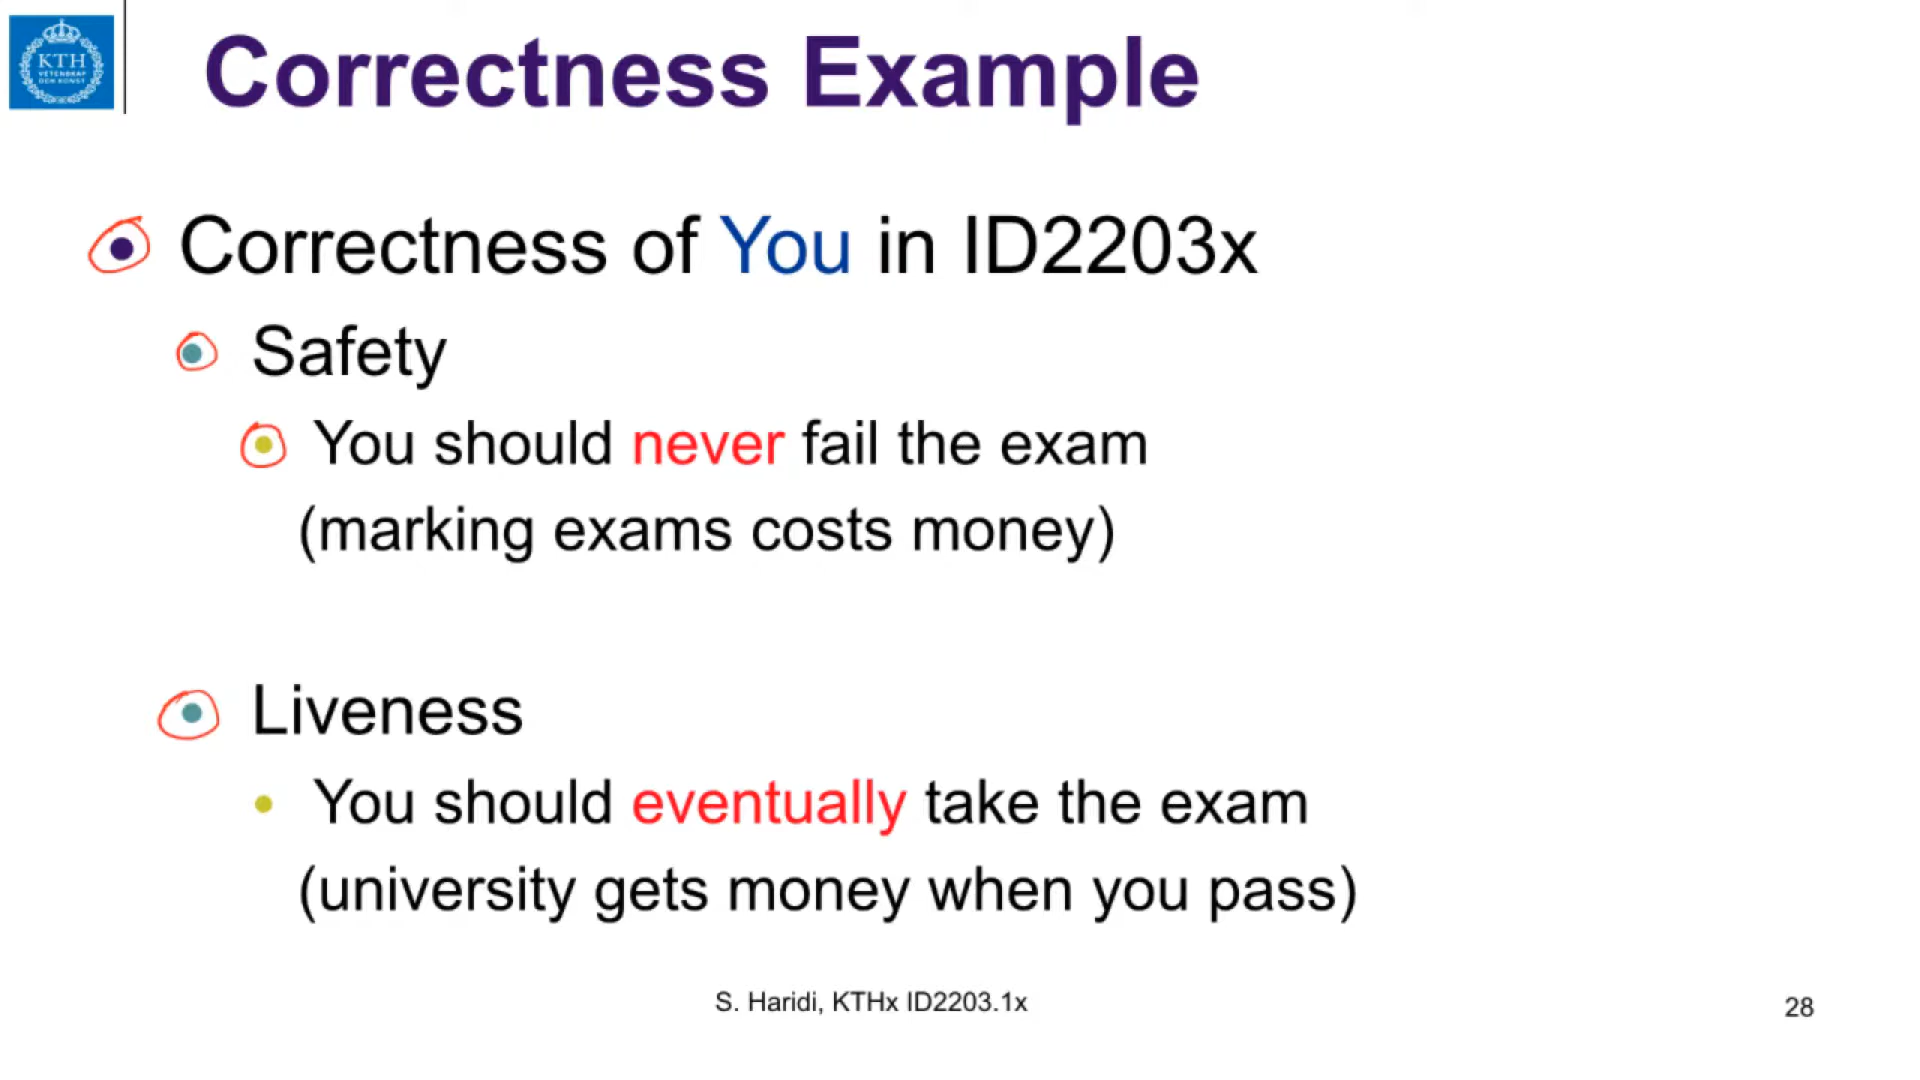 KTH
VETENSKAP
OCH KONST
Correctness Example
Correctness of You in ID2203x
Safety
You should never fail the exam
(marking exams costs money)
Liveness
You should eventually take the exam
(university gets money when you pass)
S. Haridi, KTHx ID2203.1x
28